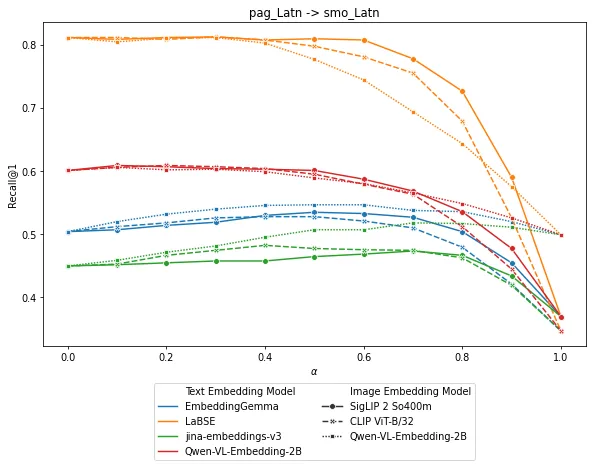 pag_Latn -> smo_Latn
0.8
0.7
0.6
0.5
0.4
Recall@1
0.0 0.2 0.4 0.6 0.8 1.0
α
Text Embedding Model Image Embedding Model
EmbeddingGemma SigLIP 2 So400m
LaBSE CLIP ViT-B/32
jina-embeddings-v3 Qwen-VL-Embedding-2B
Qwen-VL-Embedding-2B